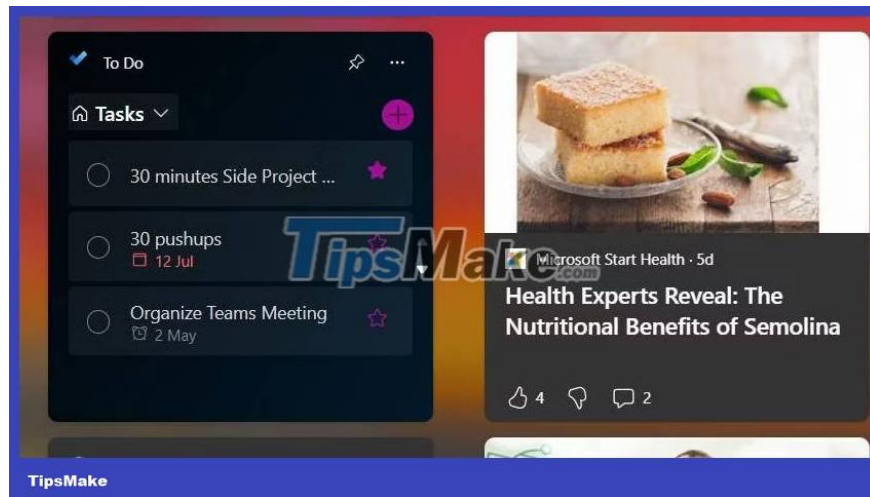 To Do
Tasks
30 minutes Side Project ...
30 pushups
12 Jul
Organize Teams Meeting
2 May
TipsMake.com
Microsoft Start Health · 5d
Health Experts Reveal: The
Nutritional Benefits of Semolina
4
2
TipsMake